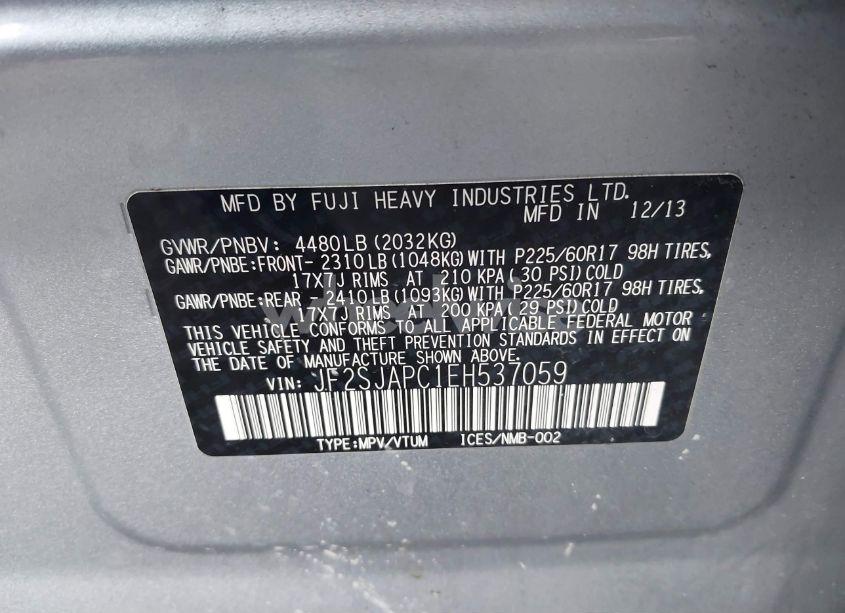 MFD BY FUJI HEAVY INDUSTRIES LTD.
MFD IN 12/13
GVWR/PNBV: 4480LB(2032KG)
GAWR/PNBE:FRONT- 2310LB(1048KG)WITH P225/60R17 98H TIRES,
17X7J RIMS AT 210 KPA(30 PSI)COLD
GAWR/PNBE:REAR - 2410LB(1093KG)WITH P225/60R17 98H TIRES,
17X7J RIMS AT 200 KPA(29 PSI)COLD
THIS VEHICLE CONFORMS TO ALL APPLICABLE FEDERAL MOTOR
VEHICLE SAFETY AND THEFT PREVENTION STANDARDS IN EFFECT ON
THE DATE OF MANUFACTURE SHOWN ABOVE.
VIN: JF2SJAPC1EH537059
TYPE:MPV/VTUM ICES/NMB-002